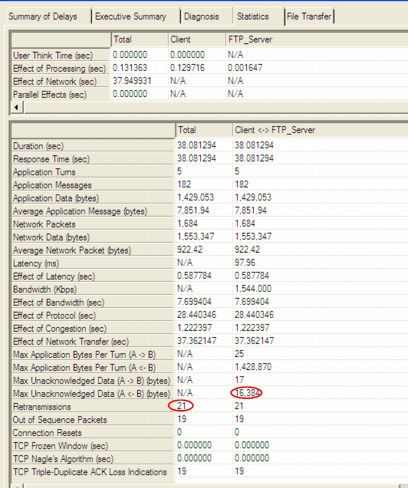 Summary of Delays Executive Summary Diagnosis Statistics File Transfer
Total Client FTP_Server
User Think Time (sec) 0.000000 0.000000 N/A
Effect of Processing (sec) 0.131363 0.129716 0.001647
Effect of Network (sec) 37.949931 N/A N/A
Parallel Effects (sec) 0.000000 N/A N/A
Total Client <-> FTP_Server
Duration (sec) 38.081294 38.081294
Response Time (sec) 38.081294 38.081294
Application Turns 5 5
Application Messages 182 182
Application Data (bytes) 1,429,053 1,429,053
Average Application Message (bytes) 7,851.94 7,851.94
Network Packets 1,684 1,684
Network Data (bytes) 1,553,347 1,553,347
Average Network Packet (bytes) 922.42 922.42
Latency (ms) N/A 97.96
Effect of Latency (sec) 0.587784 0.587784
Bandwidth (Kbps) N/A 1,544.000
Effect of Bandwidth (sec) 7.699404 7.699404
Effect of Protocol (sec) 28.440346 28.440346
Effect of Congestion (sec) 1.222397 1.222397
Effect of Network Transfer (sec) 37.362147 37.362147
Max Application Bytes Per Turn (A -> B) N/A 25
Max Application Bytes Per Turn (A <- B) N/A 1,428,870
Max Unacknowledged Data (A -> B) (bytes) N/A 17
Max Unacknowledged Data (A <- B) (bytes) N/A 16,384
Retransmissions 21 21
Out of Sequence Packets 19 19
Connection Resets 0 0
TCP Frozen Window (sec) 0.000000 0.000000
TCP Nagle's Algorithm (sec) 0.000000 0.000000
TCP Triple-Duplicate ACK Loss Indications 19 19